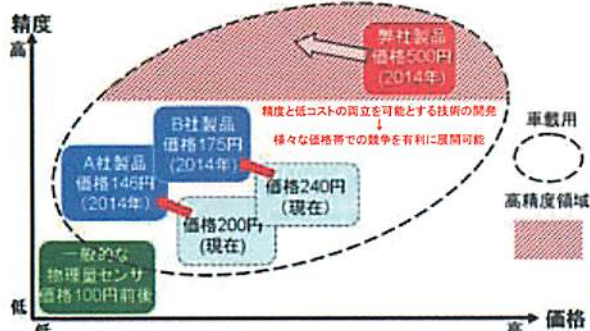 精度
高
弊社製品
価格500円
(2014年)
精度と低コストの両立を可能とする技術の開発
↓
様々な価格帯での競争を有利に展開可能
B社製品
価格175円
(2014年)
A社製品
価格146円
(2014年)
価格240円
(現在)
価格200円
(現在)
一般的な
物理量センサ
価格100円前後
車載用
高精度領域
低
低
高
価格